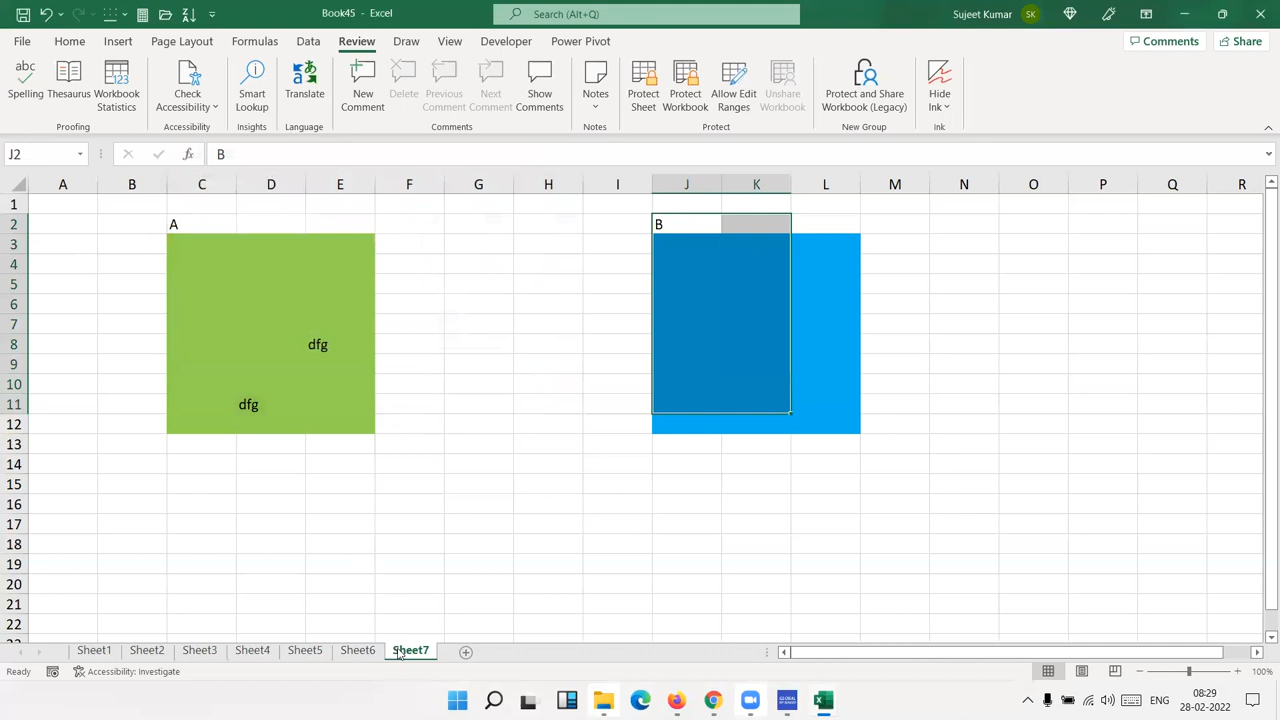 Book45 - Excel
Search (Alt+Q)
Sujeet Kumar
SK
File Home Insert Page Layout Formulas Data Review View Draw Developer Power Pivot
Comments
Share
abc
Spelling
Thesaurus
Workbook
Statistics
Proofing
Check
Accessibility
Accessibility
Smart
Lookup
Insights
Translate
Language
New
Comment
Delete
Previous
Comment
Next
Comment
Show
Comments
Comments
Notes
Notes
Protect
Sheet
Protect
Workbook
Allow Edit
Ranges
Unshare
Workbook
Protect
Protect and Share
Workbook (Legacy)
New Group
Hide
Ink
Ink
J2
fx
B
A B C D E F G H I J K L M N O P Q R
1
2 A B
3
4
5
6
7
8 dfg
9
10
11 dfg
12
13
14
15
16
17
18
19
20
21
22
Sheet1 Sheet2 Sheet3 Sheet4 Sheet5 Sheet6 Sheet7
Ready
Accessibility: Investigate
100%
ENG
08:29
28-02-2022